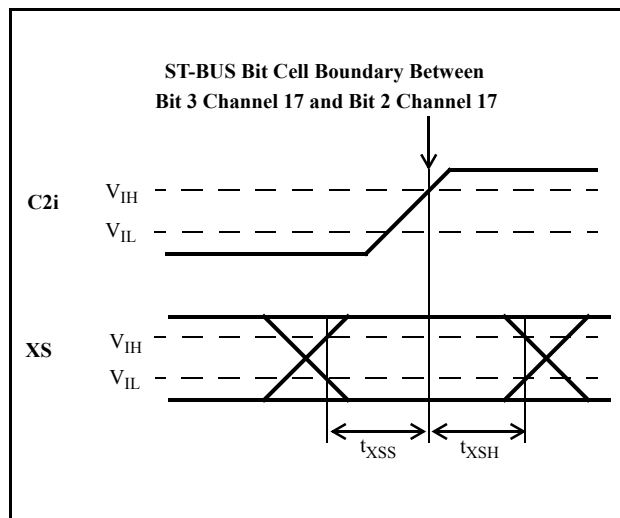 ST-BUS Bit Cell Boundary Between
Bit 3 Channel 17 and Bit 2 Channel 17
C2i
VIH
VIL
XS
VIH
VIL
tXSS
tXSH